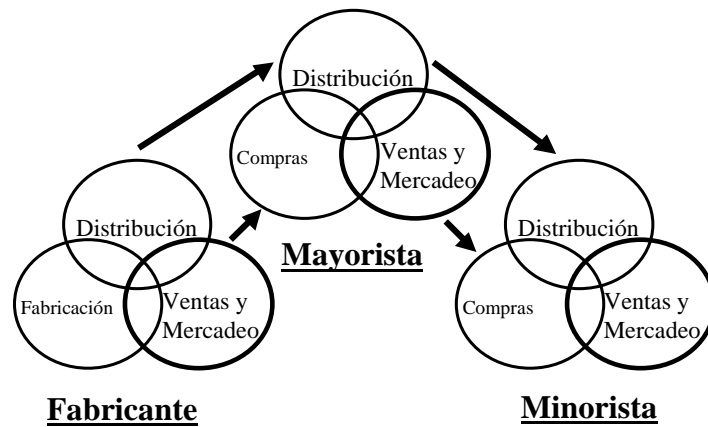 Distribución
Compras
Ventas y
Mercadeo
Mayorista
Distribución
Fabricación
Ventas y
Mercadeo
Fabricante
Distribución
Compras
Ventas y
Mercadeo
Minorista